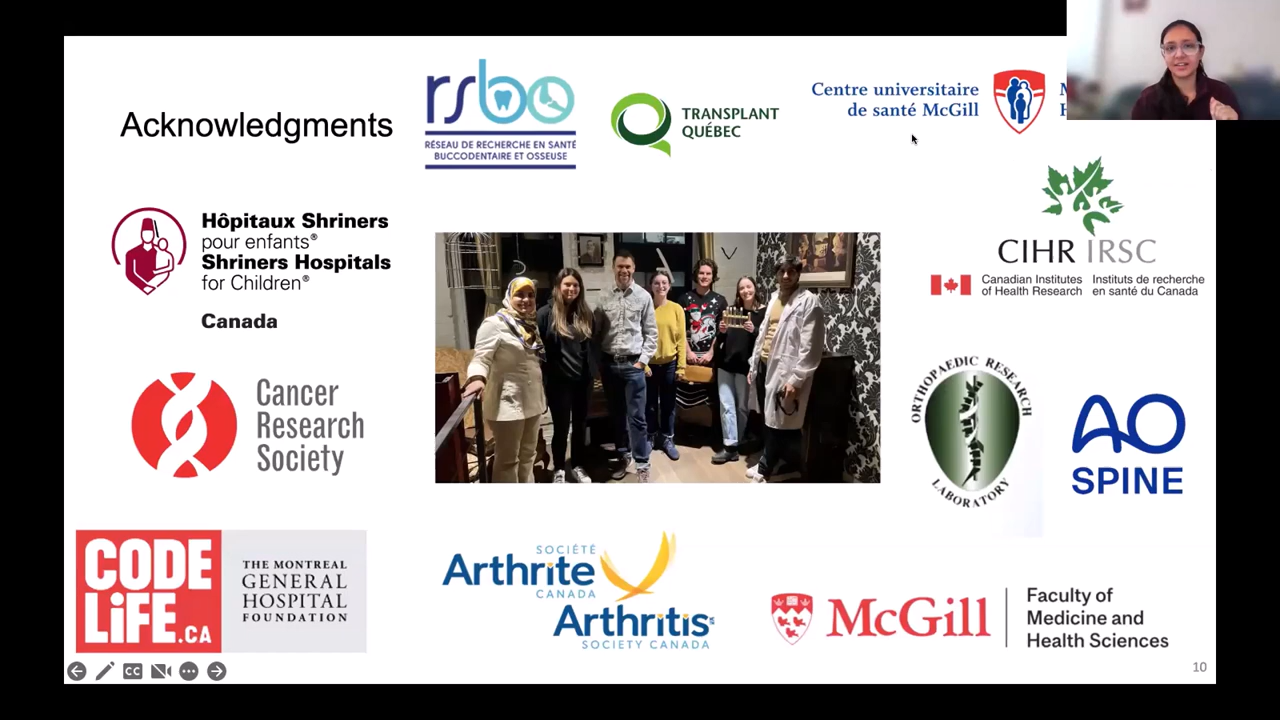 Acknowledgments
rsbo
RÉSEAU DE RECHERCHE EN SANTÉ
BUCCODENTAIRE ET OSSEUSE
TRANSPLANT
QUÉBEC
Centre universitaire
de santé McGill
Hôpitaux Shriners
pour enfants®
Shriners Hospitals
for Children®
Canada
CIHR IRSC
Canadian Institutes
of Health Research
Instituts de recherche
en santé du Canada
Cancer
Research
Society
ORTHOPAEDIC RESEARCH
LABORATORY
AO
SPINE
CODE
LiFE.CA
THE MONTREAL
GENERAL
HOSPITAL
FOUNDATION
SOCIÉTÉ
Arthrite
CANADA
Arthritis
SOCIETY CANADA
McGill
Faculty of
Medicine and
Health Sciences
CC
10